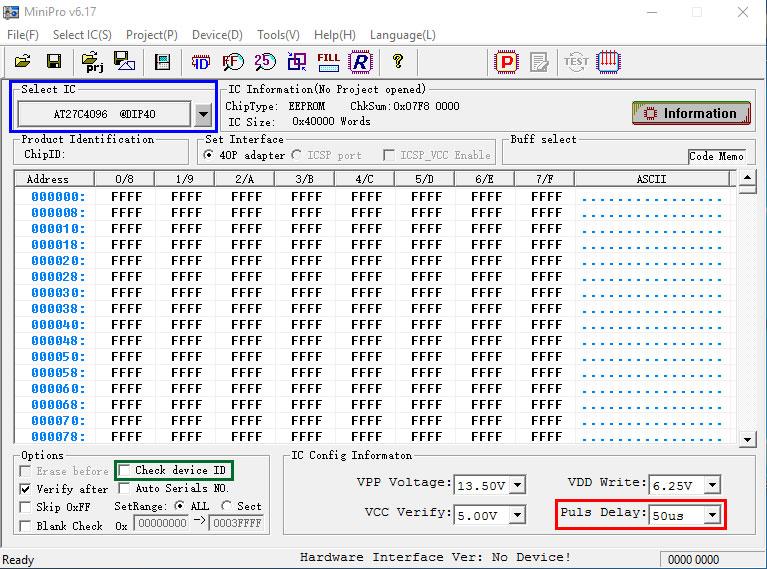 MiniPro v6.17
File(F) Select IC(S) Project(P) Device(D) Tools(V) Help(H) Language(L)
prj ID FF 25 FILL R ? P TEST
Select IC
AT27C4096 @DIP40
IC Information(No Project opened)
ChipType: EEPROM ChkSum:0x07F8 0000
IC Size: 0x40000 Words
Information
Product Identification
ChipID:
Set Interface
40P adapter ICSP port ICSP_VCC Enable
Buff select
Code Memo
Address 0/8 1/9 2/A 3/B 4/C 5/D 6/E 7/F ASCII
000000: FFFF FFFF FFFF FFFF FFFF FFFF FFFF FFFF ................
000008: FFFF FFFF FFFF FFFF FFFF FFFF FFFF FFFF ................
000010: FFFF FFFF FFFF FFFF FFFF FFFF FFFF FFFF ................
000018: FFFF FFFF FFFF FFFF FFFF FFFF FFFF FFFF ................
000020: FFFF FFFF FFFF FFFF FFFF FFFF FFFF FFFF ................
000028: FFFF FFFF FFFF FFFF FFFF FFFF FFFF FFFF ................
000030: FFFF FFFF FFFF FFFF FFFF FFFF FFFF FFFF ................
000038: FFFF FFFF FFFF FFFF FFFF FFFF FFFF FFFF ................
000040: FFFF FFFF FFFF FFFF FFFF FFFF FFFF FFFF ................
000048: FFFF FFFF FFFF FFFF FFFF FFFF FFFF FFFF ................
000050: FFFF FFFF FFFF FFFF FFFF FFFF FFFF FFFF ................
000058: FFFF FFFF FFFF FFFF FFFF FFFF FFFF FFFF ................
000060: FFFF FFFF FFFF FFFF FFFF FFFF FFFF FFFF ................
000068: FFFF FFFF FFFF FFFF FFFF FFFF FFFF FFFF ................
000070: FFFF FFFF FFFF FFFF FFFF FFFF FFFF FFFF ................
000078: FFFF FFFF FFFF FFFF FFFF FFFF FFFF FFFF ................
Options
Erase before Check device ID
Verify after Auto Serials NO.
Skip 0xFF SetRange: ALL Sect
Blank Check 0x 00000000 -> 0003FFFF
IC Config Informaton
VPP Voltage: 13.50V VDD Write: 6.25V
VCC Verify: 5.00V Puls Delay: 50us
Ready Hardware Interface Ver: No Device! 0000 0000